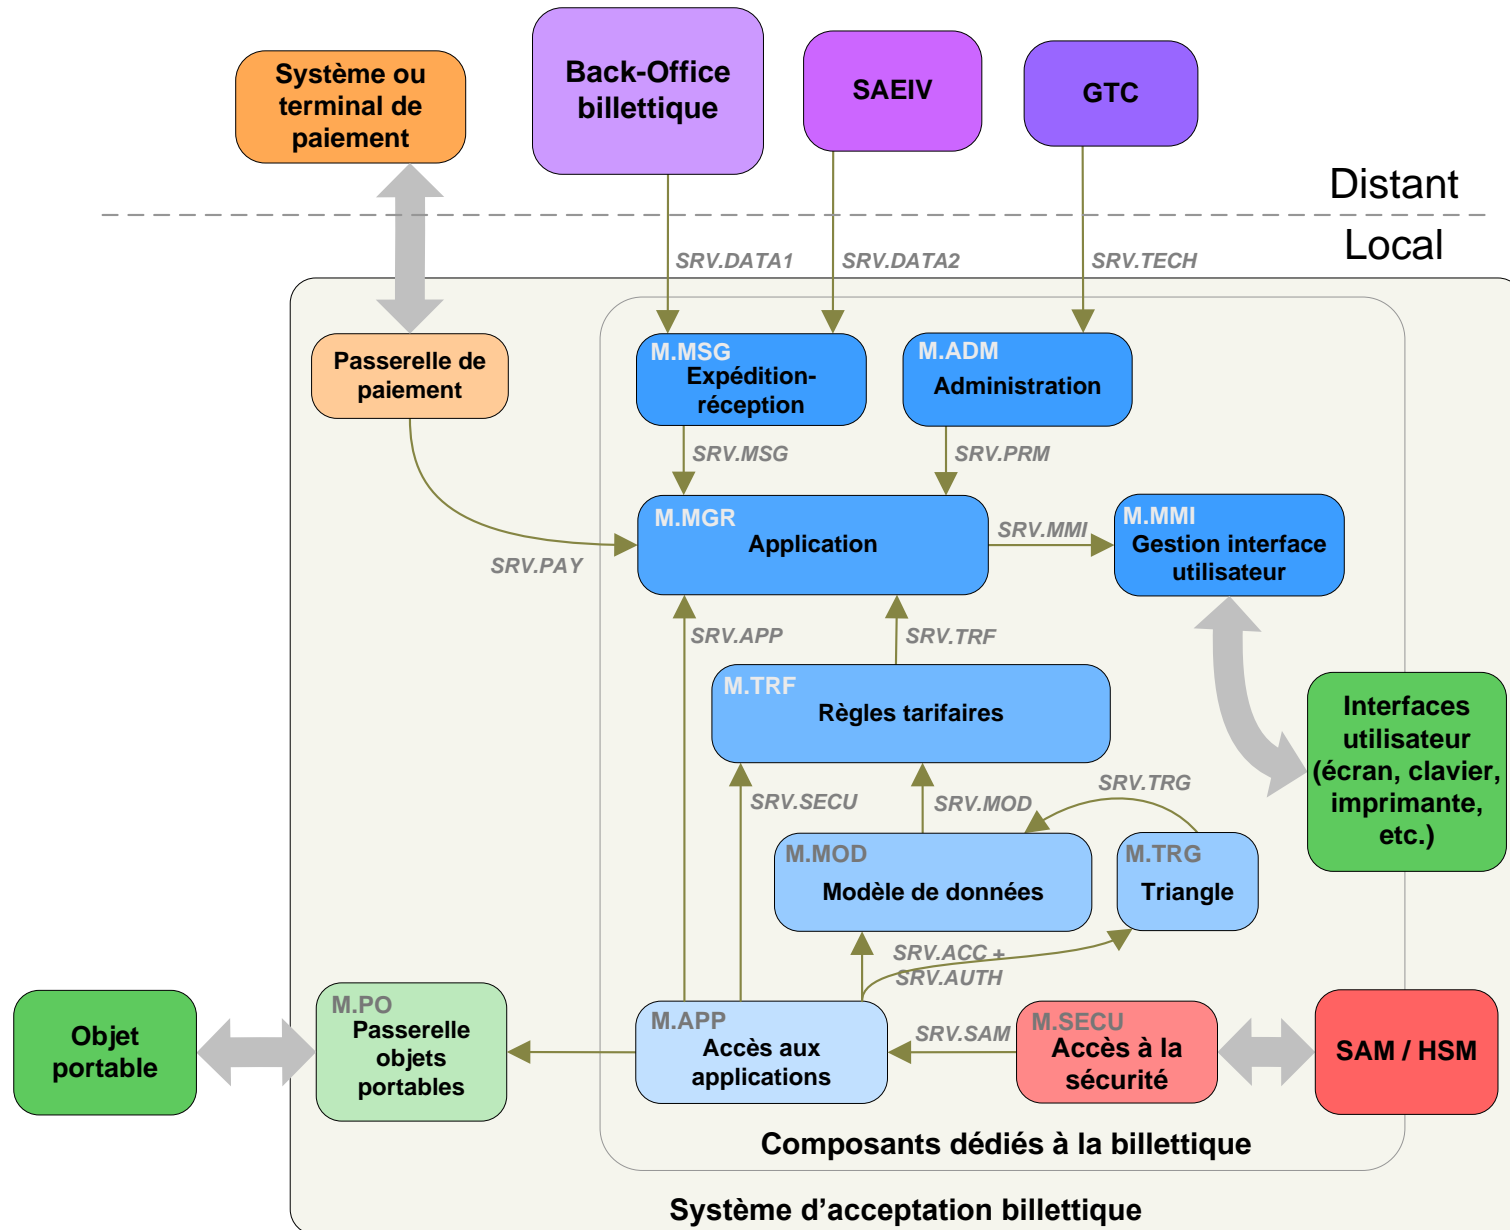 Système ou
terminal de
paiement
Back-Office
billettique
SAEIV
GTC
Distant
Local
SRV.DATA1
SRV.DATA2
SRV.TECH
Passerelle de
paiement
M.MSG
Expédition-
réception
M.ADM
Administration
SRV.MSG
SRV.PRM
SRV.PAY
M.MGR
Application
SRV.MMI
M.MMI
Gestion interface
utilisateur
SRV.APP
SRV.TRF
M.TRF
Règles tarifaires
Interfaces
utilisateur
(écran, clavier,
imprimante,
etc.)
SRV.SECU
SRV.MOD
SRV.TRG
M.MOD
Modèle de données
M.TRG
Triangle
SRV.ACC +
SRV.AUTH
Objet
portable
M.PO
Passerelle
objets
portables
M.APP
Accès aux
applications
SRV.SAM
M.SECU
Accès à la
sécurité
SAM / HSM
Composants dédiés à la billettique
Système d’acceptation billettique